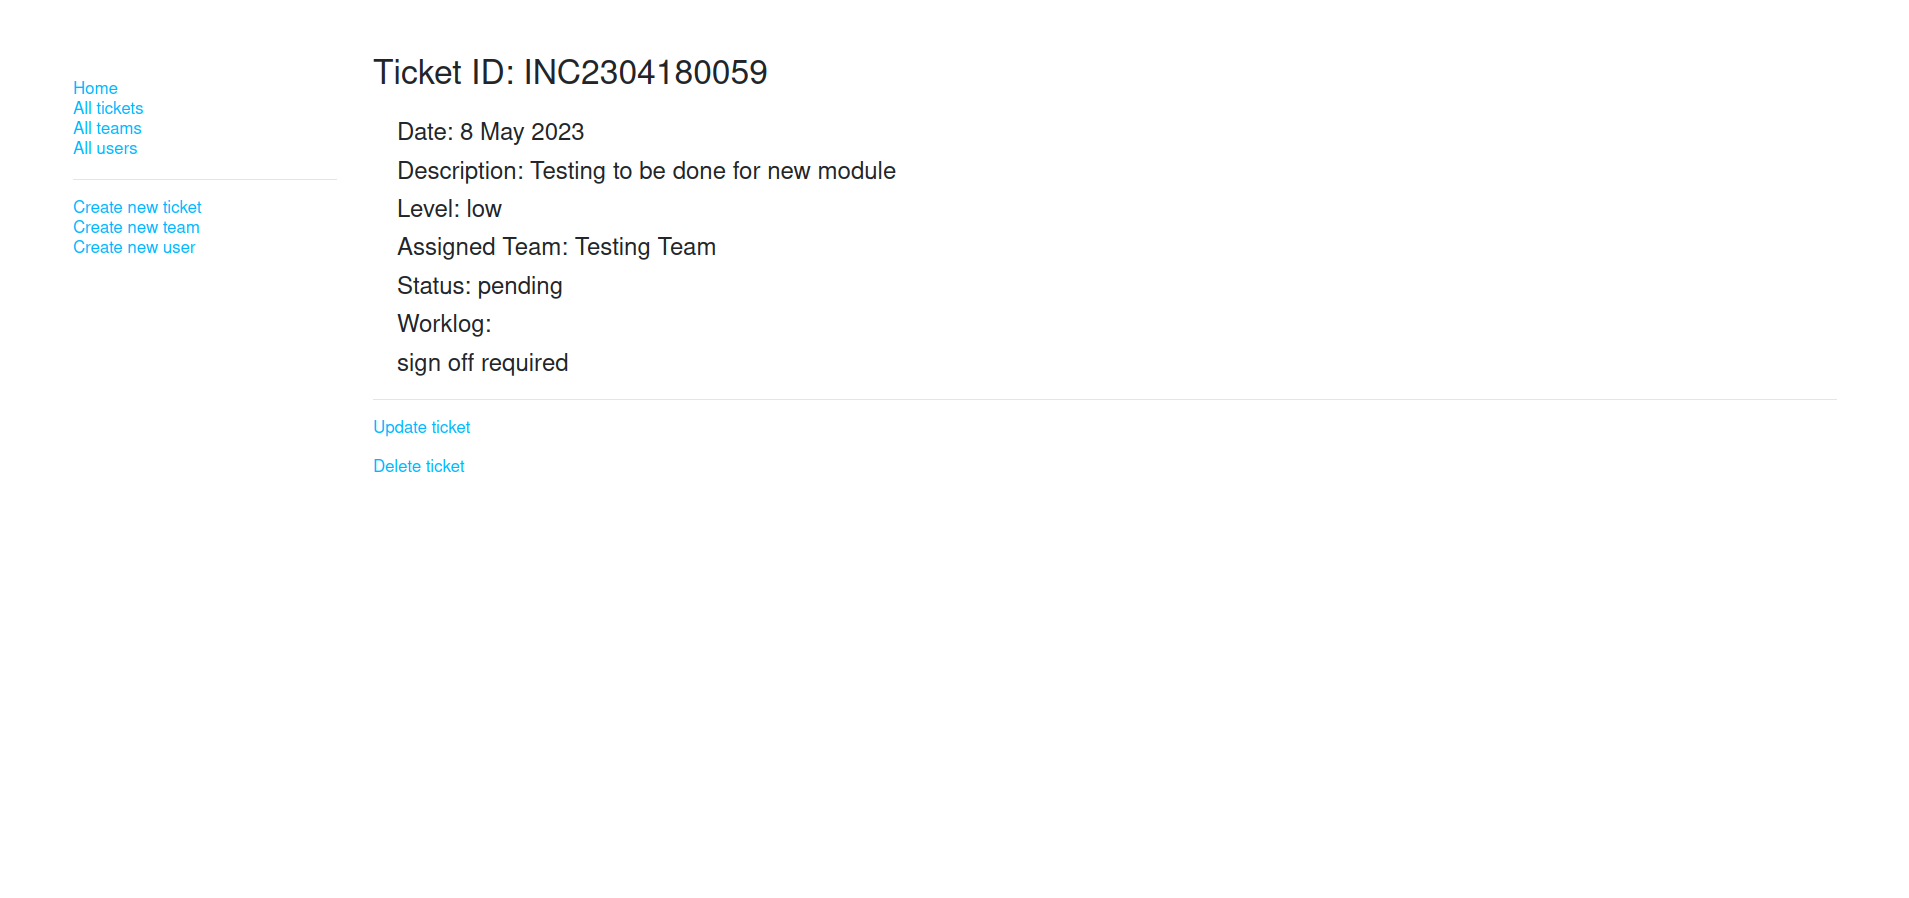 Home
All tickets
All teams
All users
Create new ticket
Create new team
Create new user
Ticket ID: INC2304180059
Date: 8 May 2023
Description: Testing to be done for new module
Level: low
Assigned Team: Testing Team
Status: pending
Worklog:
sign off required
Update ticket
Delete ticket